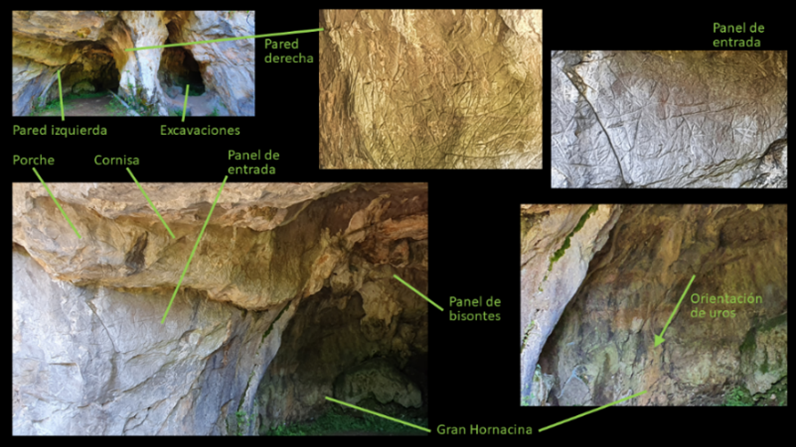 Pared
derecha
Panel de
entrada
Pared izquierda
Excavaciones
Porche
Cornisa
Panel de
entrada
Panel de
bisontes
Orientación
de uros
Gran Hornacina